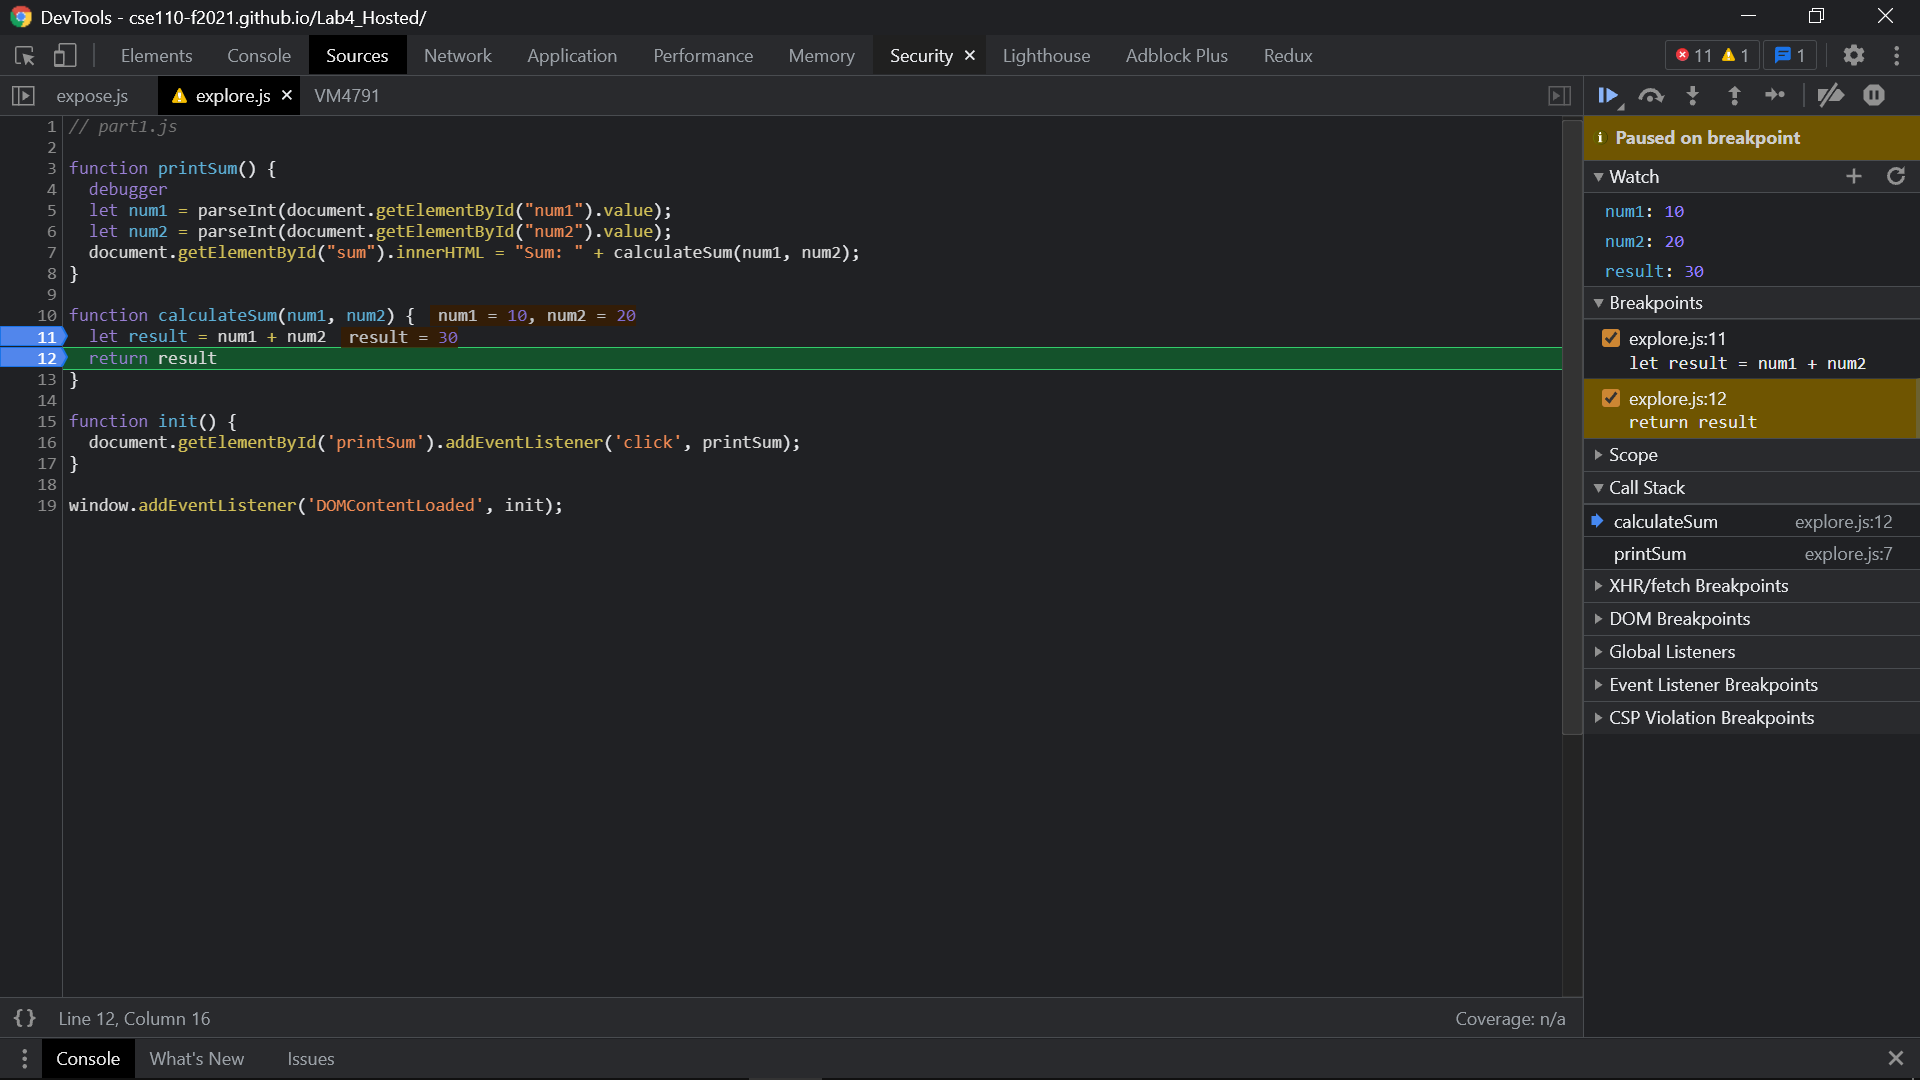 DevTools - cse110-f2021.github.io/Lab4_Hosted/
Elements Console Sources Network Application Performance Memory Security × Lighthouse Adblock Plus Redux 11 1 1
expose.js explore.js × VM4791
1 // part1.js
2
3 function printSum() {
4 debugger
5 let num1 = parseInt(document.getElementById("num1").value);
6 let num2 = parseInt(document.getElementById("num2").value);
7 document.getElementById("sum").innerHTML = "Sum: " + calculateSum(num1, num2);
8 }
9
10 function calculateSum(num1, num2) { num1 = 10, num2 = 20
11 let result = num1 + num2 result = 30
12 return result
13 }
14
15 function init() {
16 document.getElementById('printSum').addEventListener('click', printSum);
17 }
18
19 window.addEventListener('DOMContentLoaded', init);
Paused on breakpoint
Watch
num1: 10
num2: 20
result: 30
Breakpoints
explore.js:11
let result = num1 + num2
explore.js:12
return result
Scope
Call Stack
calculateSum explore.js:12
printSum explore.js:7
XHR/fetch Breakpoints
DOM Breakpoints
Global Listeners
Event Listener Breakpoints
CSP Violation Breakpoints
{} Line 12, Column 16 Coverage: n/a
Console What's New Issues